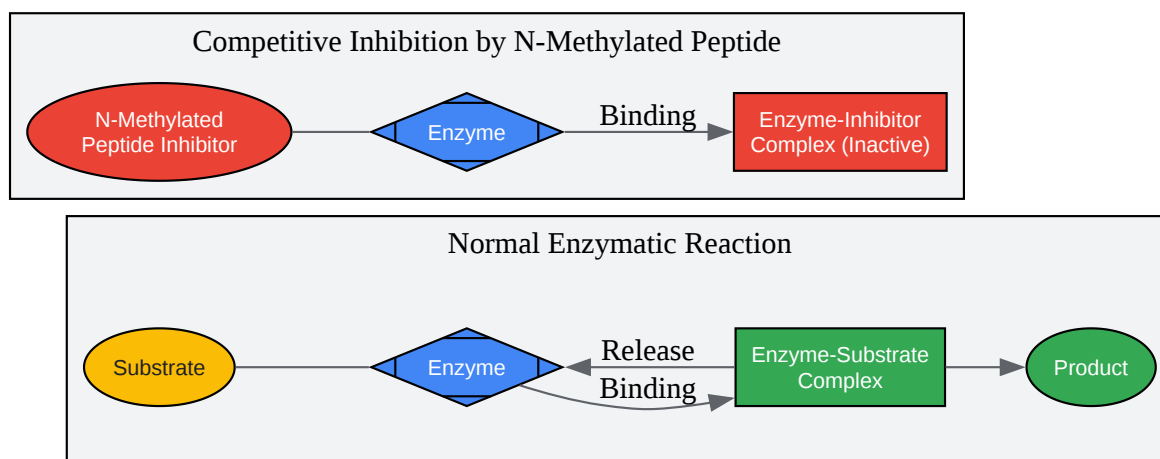 Competitive Inhibition by N-Methylated Peptide
N-Methylated
Peptide Inhibitor
Enzyme
Binding
Enzyme-Inhibitor
Complex (Inactive)
Normal Enzymatic Reaction
Substrate
Enzyme
Release
Binding
Enzyme-Substrate
Complex
Product